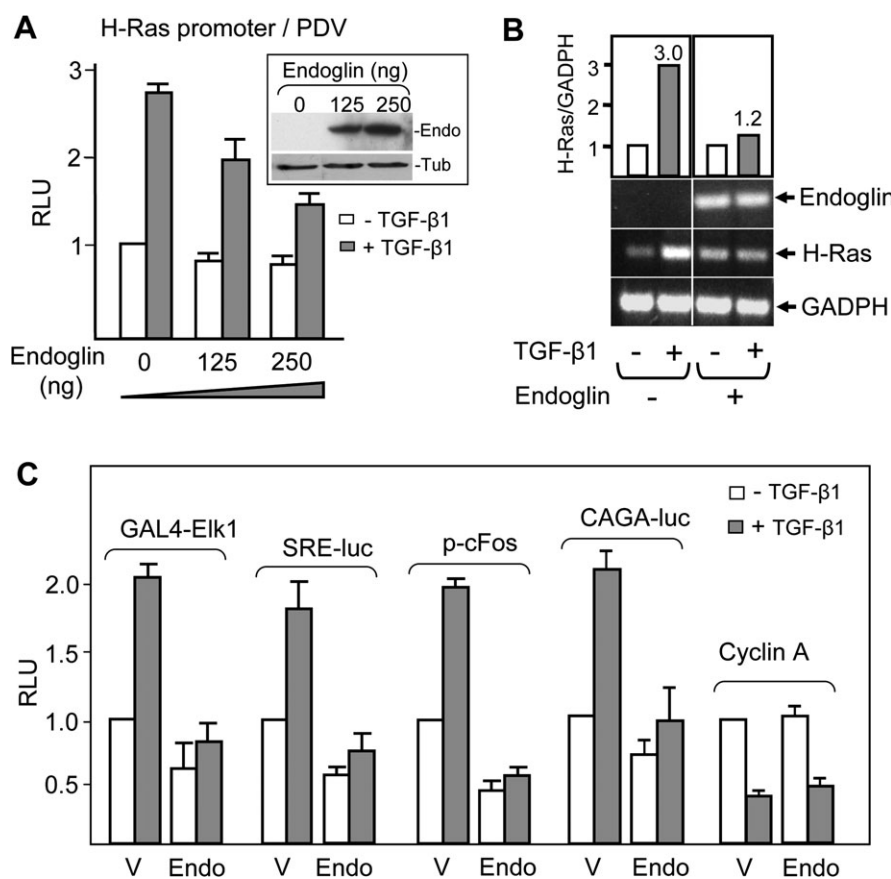 A
H-Ras promoter / PDV
3
2
1
RLU
Endoglin (ng)
0 125 250
-Endo
-Tub
- TGF-β1
+ TGF-β1
Endoglin (ng)
0 125 250
B
H-Ras/GADPH
3
2
1
3.0
1.2
Endoglin
H-Ras
GADPH
TGF-β1 - + - +
Endoglin - +
C
- TGF-β1
+ TGF-β1
GAL4-Elk1
SRE-luc
p-cFos
CAGA-luc
Cyclin A
RLU
2.0
1.5
1.0
0.5
V Endo V Endo V Endo V Endo V Endo